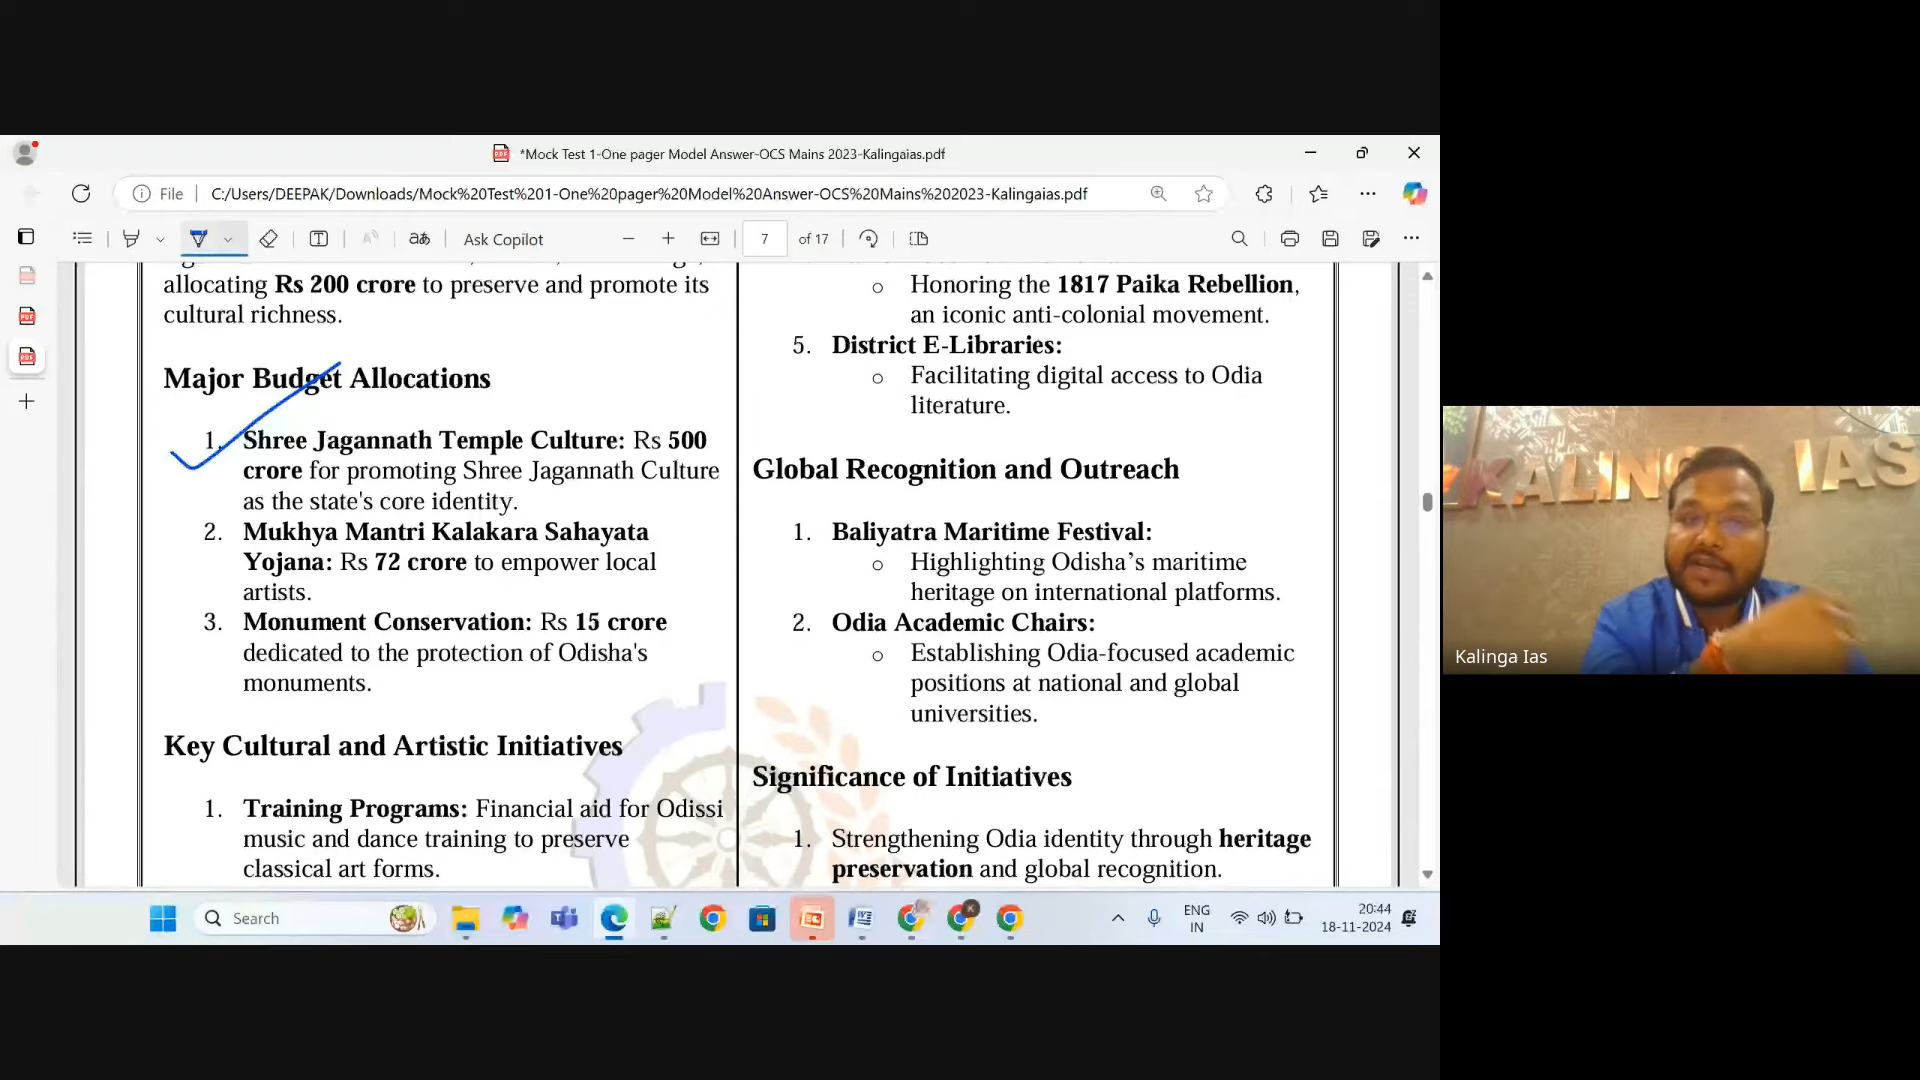 *Mock Test 1-One pager Model Answer-OCS Mains 2023-Kalingaias.pdf
File
C:/Users/DEEPAK/Downloads/Mock%20Test%201-One%20pager%20Model%20Answer-OCS%20Mains%202023-Kalingaias.pdf
Ask Copilot
7 of 17
allocating Rs 200 crore to preserve and promote its
cultural richness.
Major Budget Allocations
1. Shree Jagannath Temple Culture: Rs 500
crore for promoting Shree Jagannath Culture
as the state's core identity.
2. Mukhya Mantri Kalakara Sahayata
Yojana: Rs 72 crore to empower local
artists.
3. Monument Conservation: Rs 15 crore
dedicated to the protection of Odisha's
monuments.
Key Cultural and Artistic Initiatives
1. Training Programs: Financial aid for Odissi
music and dance training to preserve
classical art forms.
o Honoring the 1817 Paika Rebellion,
an iconic anti-colonial movement.
5. District E-Libraries:
o Facilitating digital access to Odia
literature.
Global Recognition and Outreach
1. Baliyatra Maritime Festival:
o Highlighting Odisha’s maritime
heritage on international platforms.
2. Odia Academic Chairs:
o Establishing Odia-focused academic
positions at national and global
universities.
Significance of Initiatives
1. Strengthening Odia identity through heritage
preservation and global recognition.
KALING IAS
Kalinga Ias
Search
ENG
IN
20:44
18-11-2024